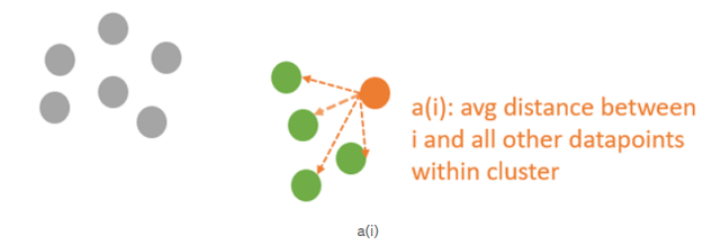 a(i): avg distance between
i and all other datapoints
within cluster
a(i)